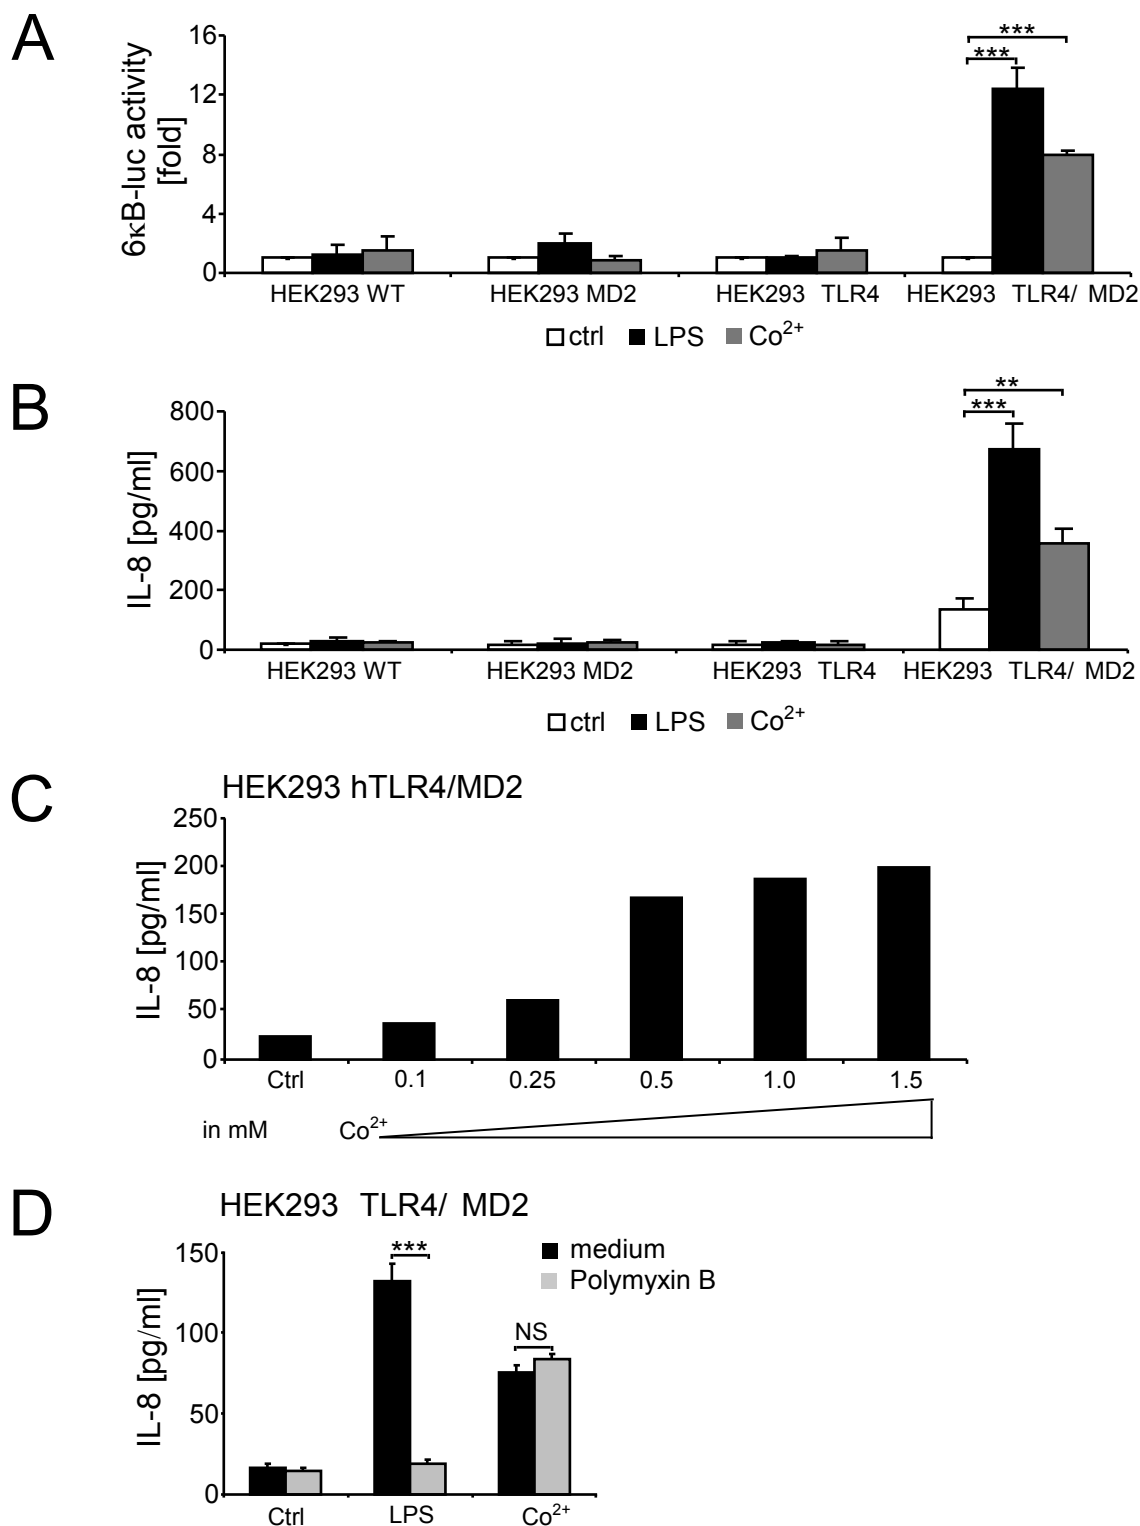 A
6κB-luc activity
[fold]
16
12
8
4
0
***
***
HEK293 WT
HEK293 MD2
HEK293 TLR4
HEK293 TLR4/ MD2
ctrl LPS Co²⁺
B
IL-8 [pg/ml]
800
600
400
200
0
**
***
HEK293 WT
HEK293 MD2
HEK293 TLR4
HEK293 TLR4/ MD2
ctrl LPS Co²⁺
C
HEK293 hTLR4/MD2
IL-8 [pg/ml]
250
200
150
100
50
0
Ctrl 0.1 0.25 0.5 1.0 1.5
in mM Co²⁺
D
HEK293 TLR4/ MD2
IL-8 [pg/ml]
150
100
50
0
***
NS
medium
Polymyxin B
Ctrl LPS Co²⁺